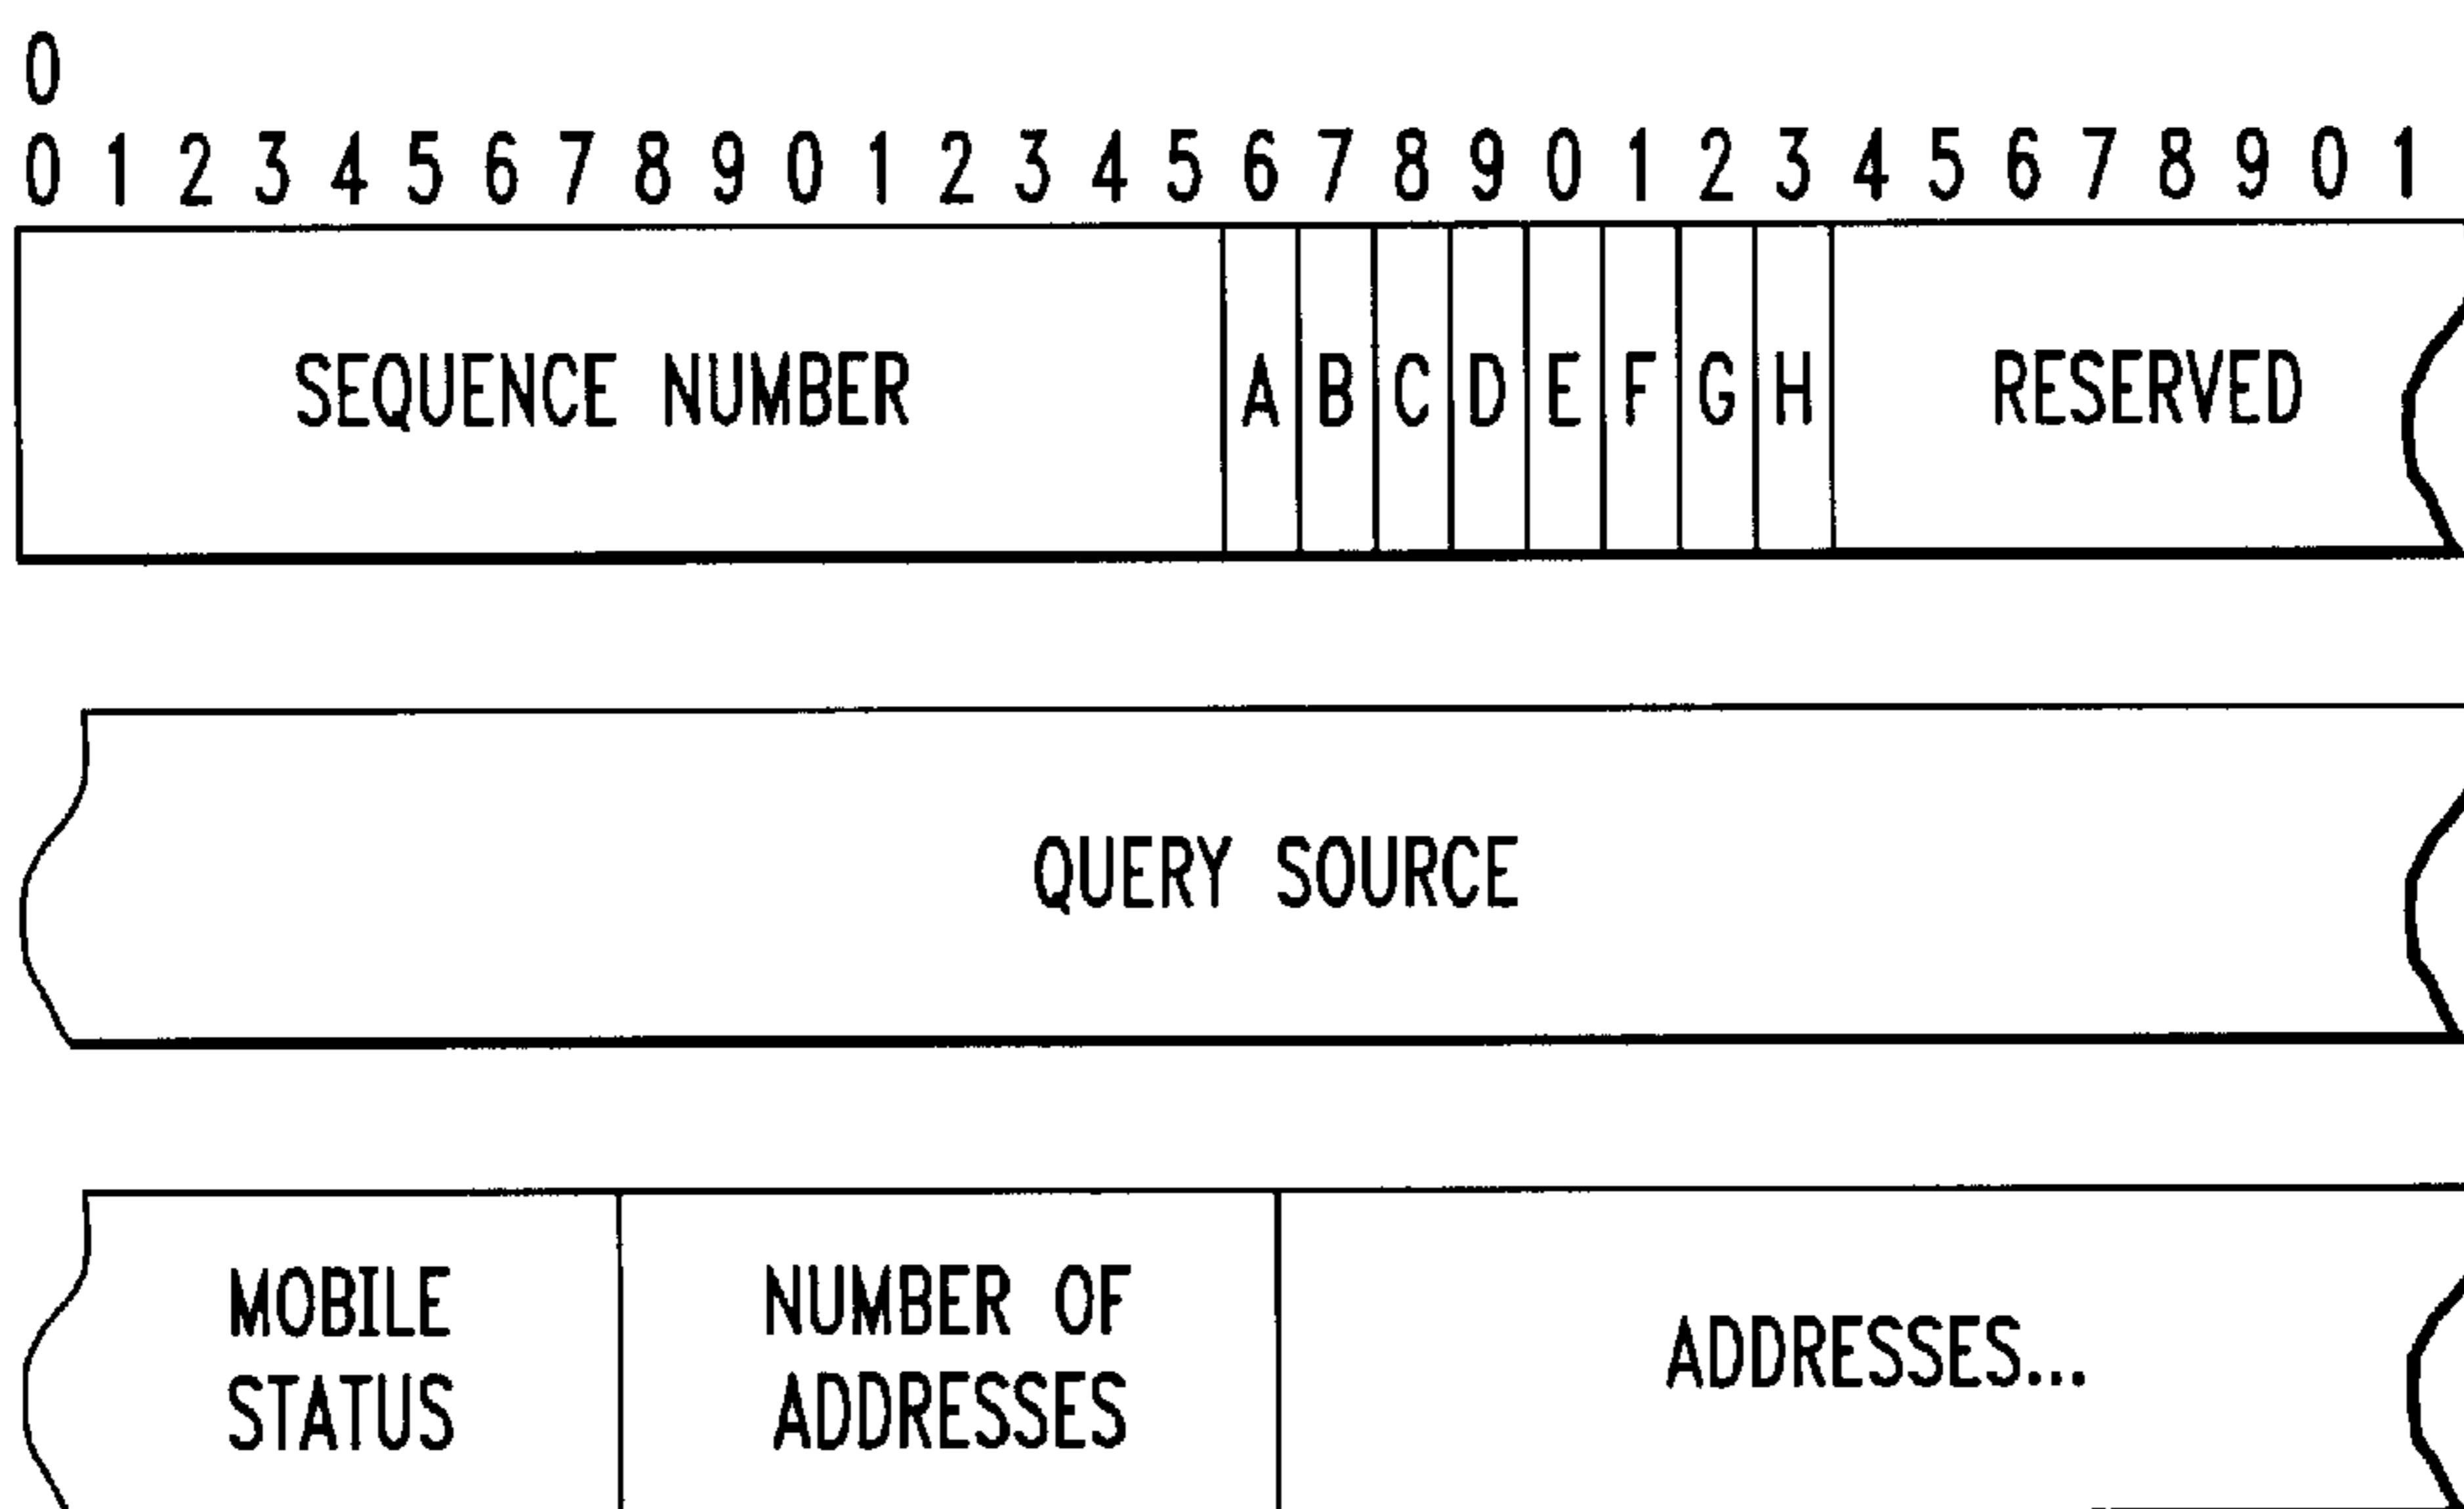 0
0 1 2 3 4 5 6 7 8 9 0 1 2 3 4 5 6 7 8 9 0 1 2 3 4 5 6 7 8 9 0 1
SEQUENCE NUMBER A B C D E F G H RESERVED
QUERY SOURCE
MOBILE
STATUS
NUMBER OF
ADDRESSES
ADDRESSES...